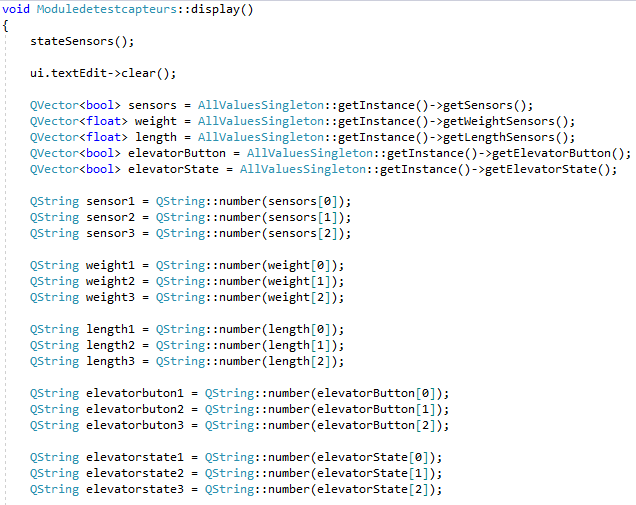 void Moduledetestcapteurs::display()
{
stateSensors();
ui.textEdit->clear();
QVector<bool> sensors = AllValuesSingleton::getInstance()->getSensors();
QVector<float> weight = AllValuesSingleton::getInstance()->getWeightSensors();
QVector<float> length = AllValuesSingleton::getInstance()->getLengthSensors();
QVector<bool> elevatorButton = AllValuesSingleton::getInstance()->getElevatorButton();
QVector<bool> elevatorState = AllValuesSingleton::getInstance()->getElevatorState();
QString sensor1 = QString::number(sensors[0]);
QString sensor2 = QString::number(sensors[1]);
QString sensor3 = QString::number(sensors[2]);
QString weight1 = QString::number(weight[0]);
QString weight2 = QString::number(weight[1]);
QString weight3 = QString::number(weight[2]);
QString length1 = QString::number(length[0]);
QString length2 = QString::number(length[1]);
QString length3 = QString::number(length[2]);
QString elevatorbuton1 = QString::number(elevatorButton[0]);
QString elevatorbuton2 = QString::number(elevatorButton[1]);
QString elevatorbuton3 = QString::number(elevatorButton[2]);
QString elevatorstate1 = QString::number(elevatorState[0]);
QString elevatorstate2 = QString::number(elevatorState[1]);
QString elevatorstate3 = QString::number(elevatorState[2]);